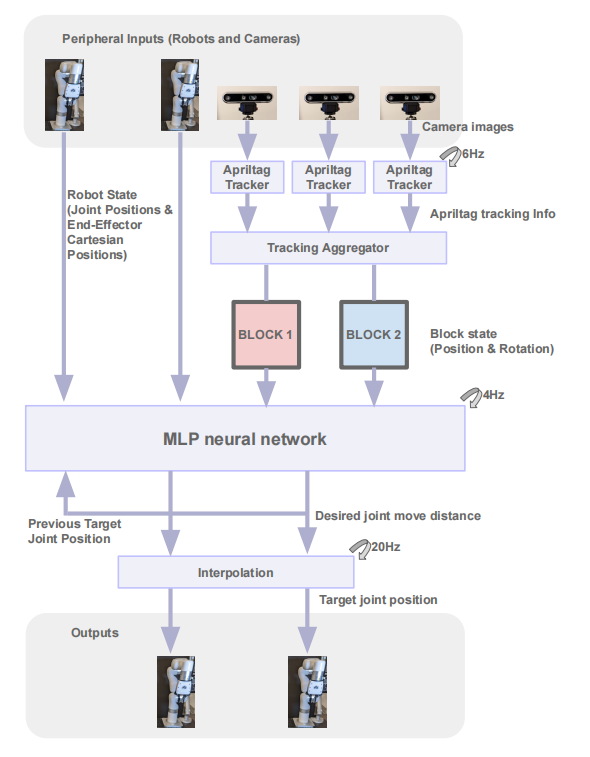 Peripheral Inputs (Robots and Cameras)
Camera images
6Hz
Apriltag
Tracker
Apriltag
Tracker
Apriltag
Tracker
Robot State
(Joint Positions &
End-Effector
Cartesian
Positions)
Apriltag tracking Info
Tracking Aggregator
BLOCK 1
BLOCK 2
Block state
(Position & Rotation)
4Hz
MLP neural network
Previous Target
Joint Position
Desired joint move distance
20Hz
Interpolation
Target joint position
Outputs